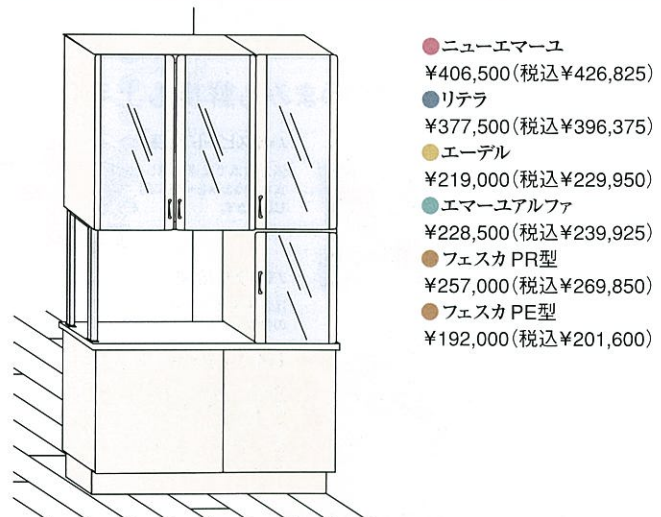 ●ニューエマーユ
¥406,500(税込¥426,825)
●リテラ
¥377,500(税込¥396,375)
●エーデル
¥219,000(税込¥229,950)
●エマーユアルファ
¥228,500(税込¥239,925)
●フェスカPR型
¥257,000(税込¥269,850)
●フェスカPE型
¥192,000(税込¥201,600)